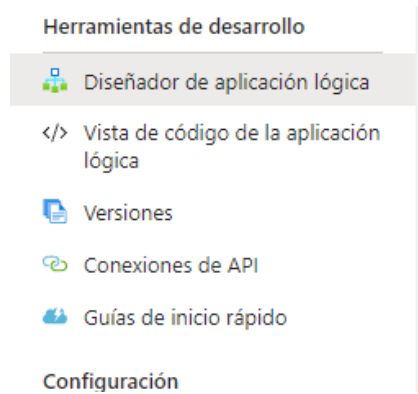 Herramientas de desarrollo
Diseñador de aplicación lógica
</> Vista de código de la aplicación
lógica
Versiones
Conexiones de API
Guías de inicio rápido
Configuración